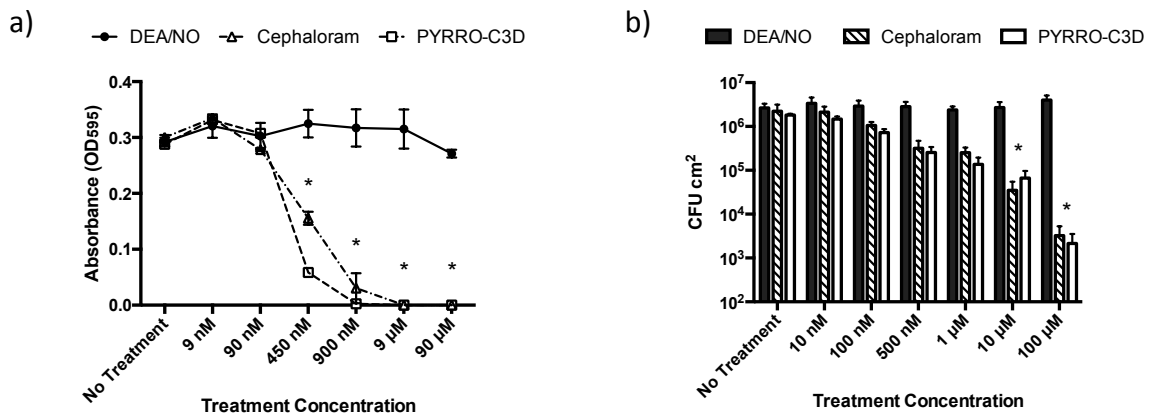 a)
DEA/NO Cephaloram PYRRO-C3D
Absorbance (OD595)
0.4
0.3
0.2
0.1
0.0
* * * *
No Treatment 9 nM 90 nM 450 nM 900 nM 9 µM 90 µM
Treatment Concentration
b)
DEA/NO Cephaloram PYRRO-C3D
CFU cm2
10^7
10^6
10^5
10^4
10^3
10^2
* *
No Treatment 10 nM 100 nM 500 nM 1 µM 10 µM 100 µM
Treatment Concentration